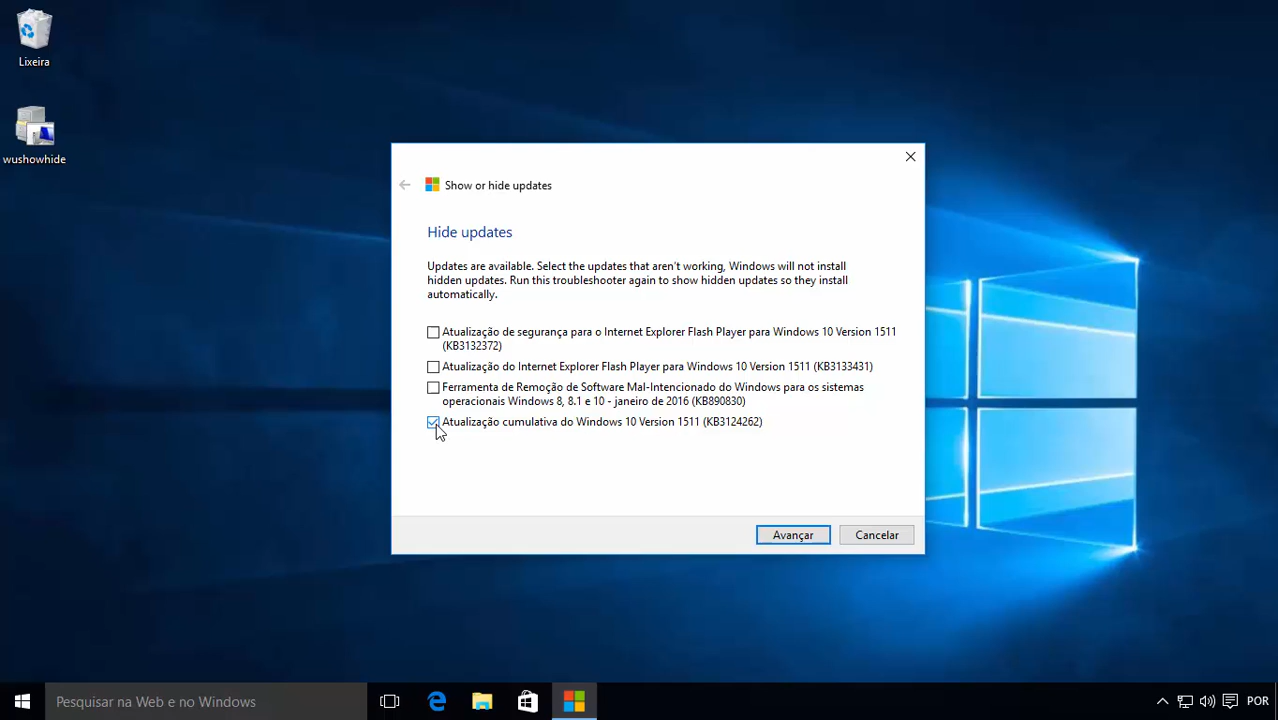 Lixeira
wushowhide
Show or hide updates
Hide updates
Updates are available. Select the updates that aren't working, Windows will not install
hidden updates. Run this troubleshooter again to show hidden updates so they install
automatically.
Atualização de segurança para o Internet Explorer Flash Player para Windows 10 Version 1511
(KB3132372)
Atualização do Internet Explorer Flash Player para Windows 10 Version 1511 (KB3133431)
Ferramenta de Remoção de Software Mal-Intencionado do Windows para os sistemas
operacionais Windows 8, 8.1 e 10 - janeiro de 2016 (KB890830)
Atualização cumulativa do Windows 10 Version 1511 (KB3124262)
Avançar
Cancelar
Pesquisar na Web e no Windows
POR